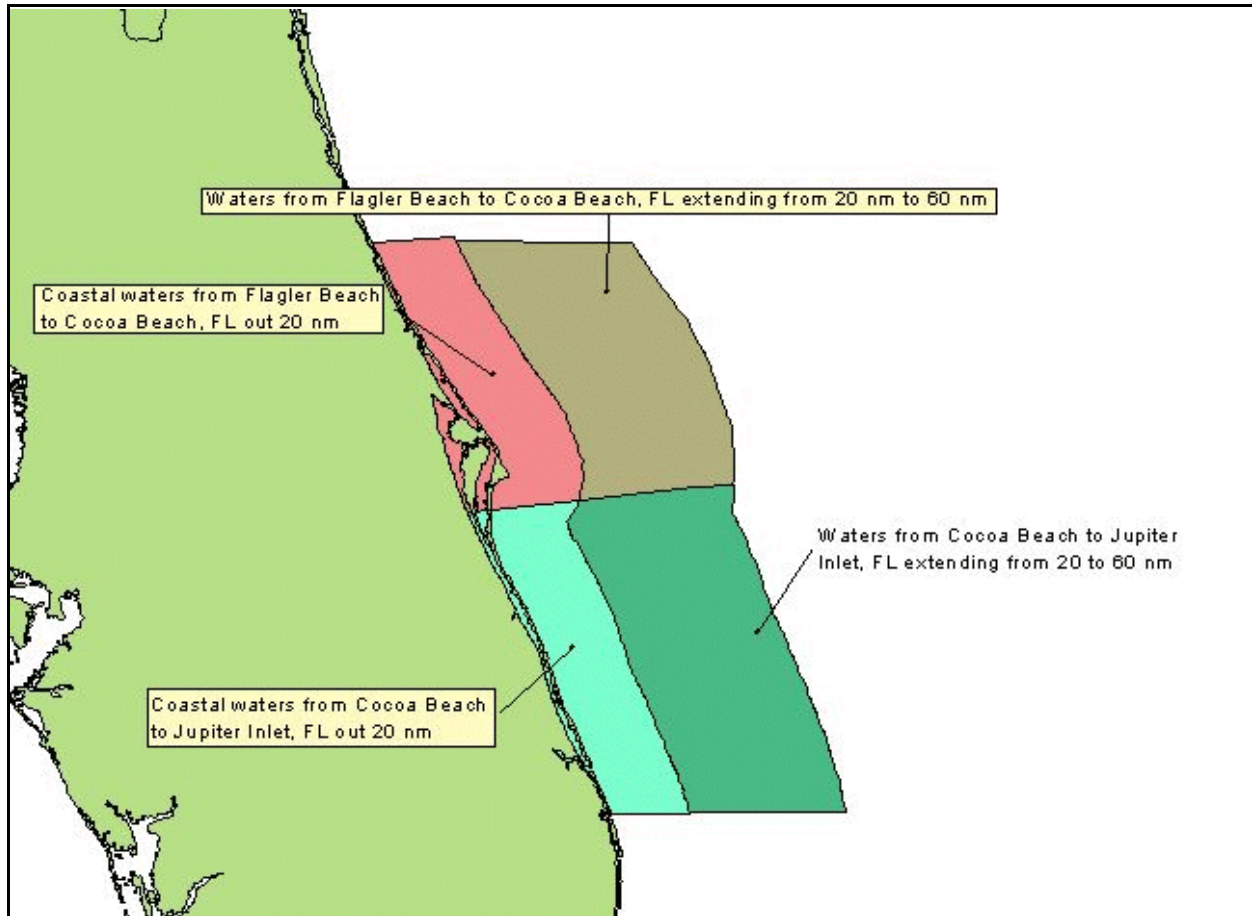 Waters from Flagler Beach to Cocoa Beach, FL extending from 20 nm to 60 nm
Coastal waters from Flagler Beach
to Cocoa Beach, FL out 20 nm
Waters from Cocoa Beach to Jupiter
Inlet, FL extending from 20 to 60 nm
Coastal waters from Cocoa Beach
to Jupiter Inlet, FL out 20 nm